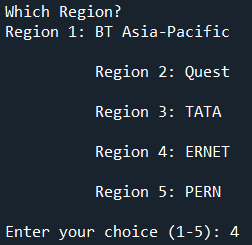 Which Region?
Region 1: BT Asia-Pacific
Region 2: Quest
Region 3: TATA
Region 4: ERNET
Region 5: PERN
Enter your choice (1-5): 4